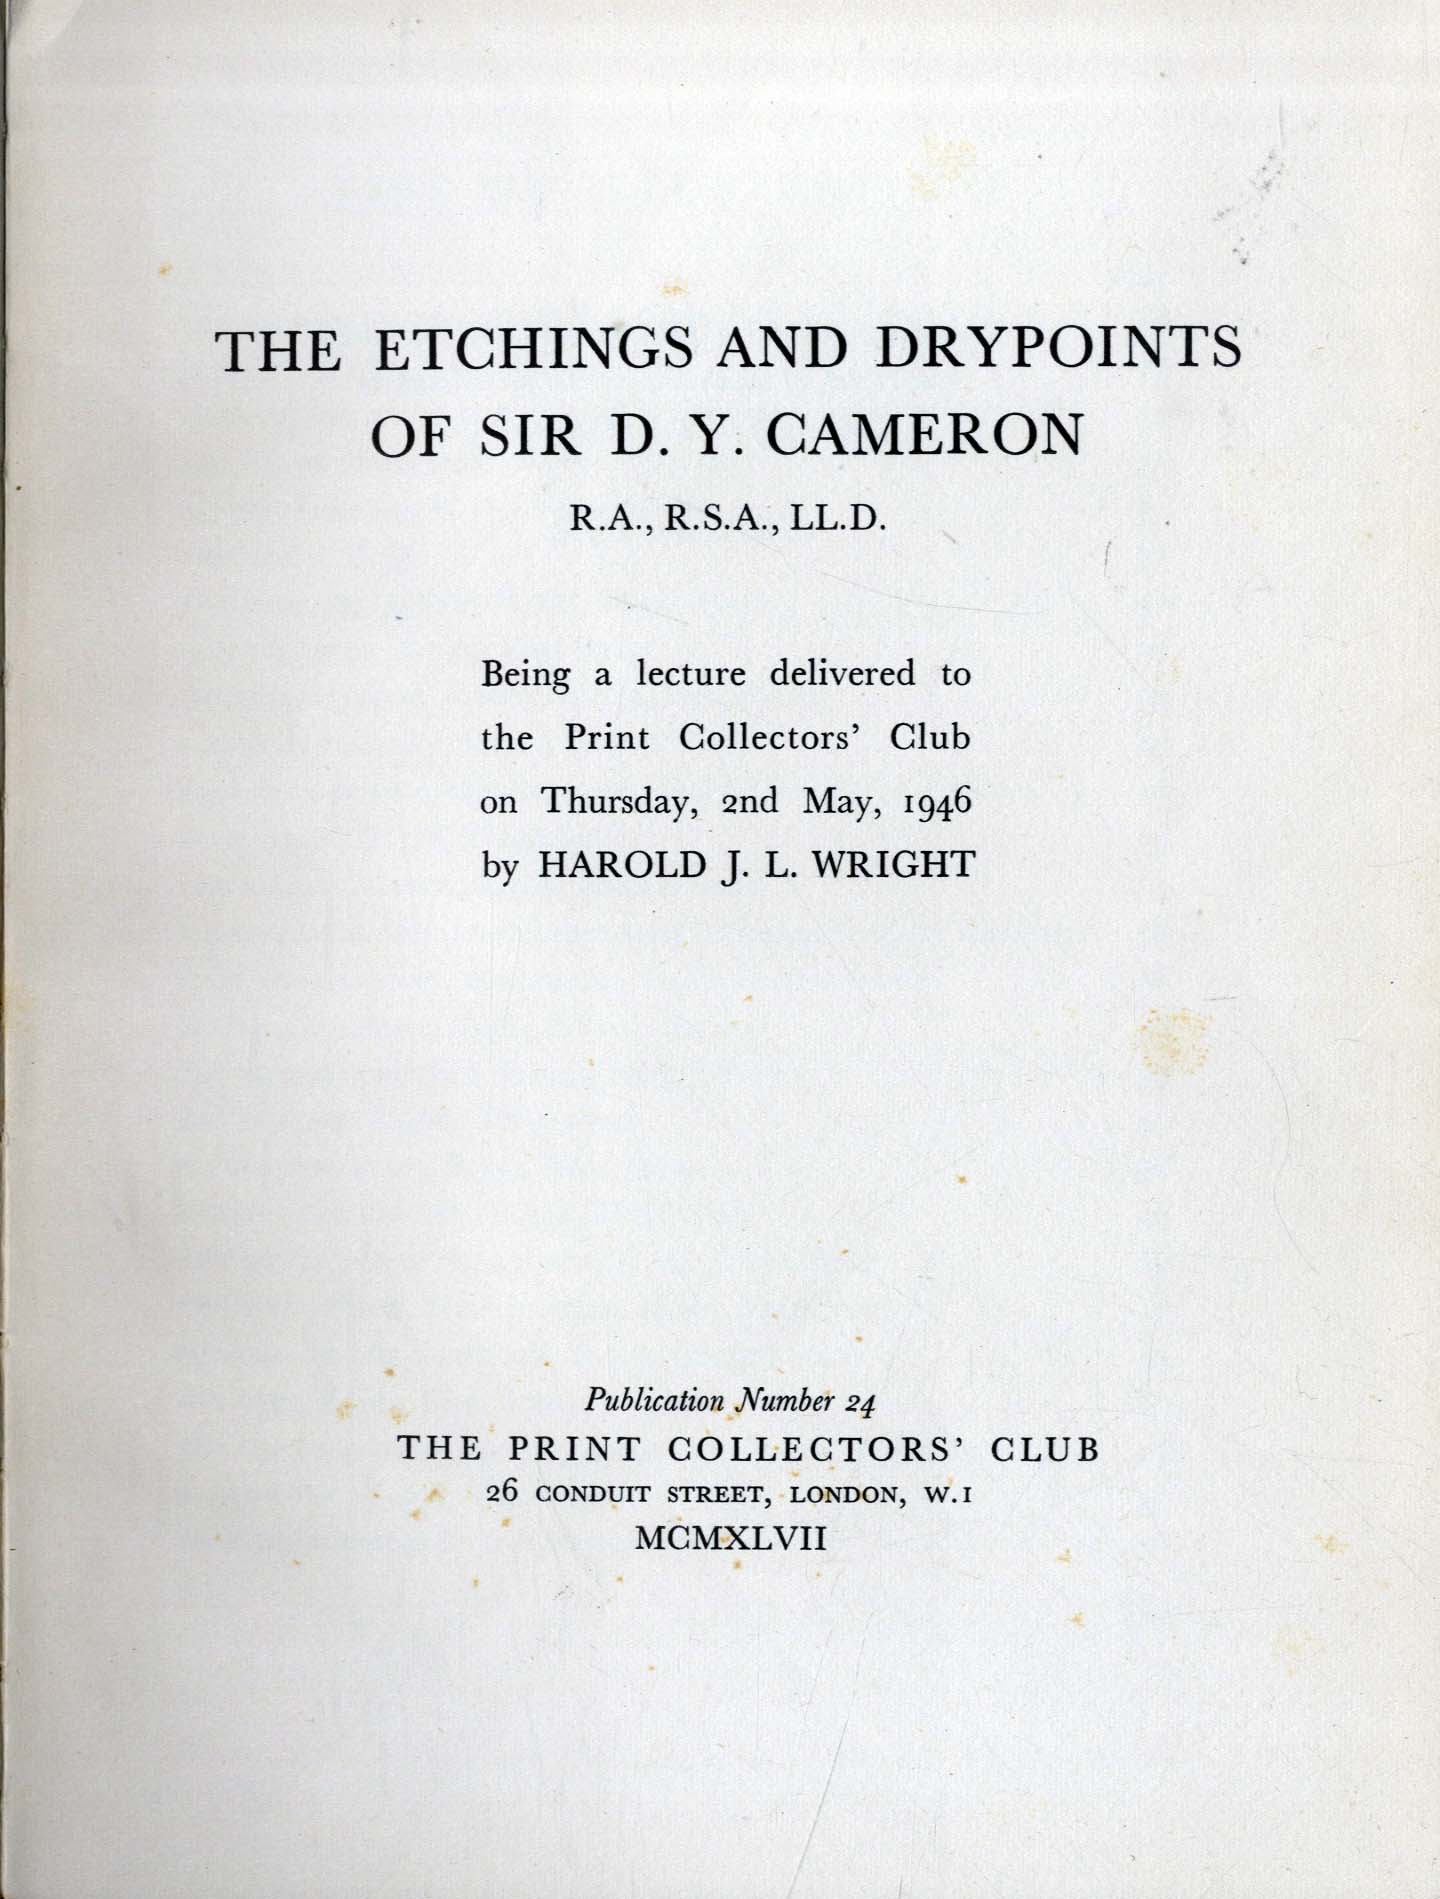 THE ETCHINGS AND DRYPOINTS
OF SIR D. Y. CAMERON
R.A., R.S.A., LL.D.
Being a lecture delivered to
the Print Collectors’ Club
on Thursday, 2nd May, 1946
by HAROLD J. L. WRIGHT
Publication Number 24
THE PRINT COLLECTORS’ CLUB
26 CONDUIT STREET, LONDON, W.1
MCMXLVII